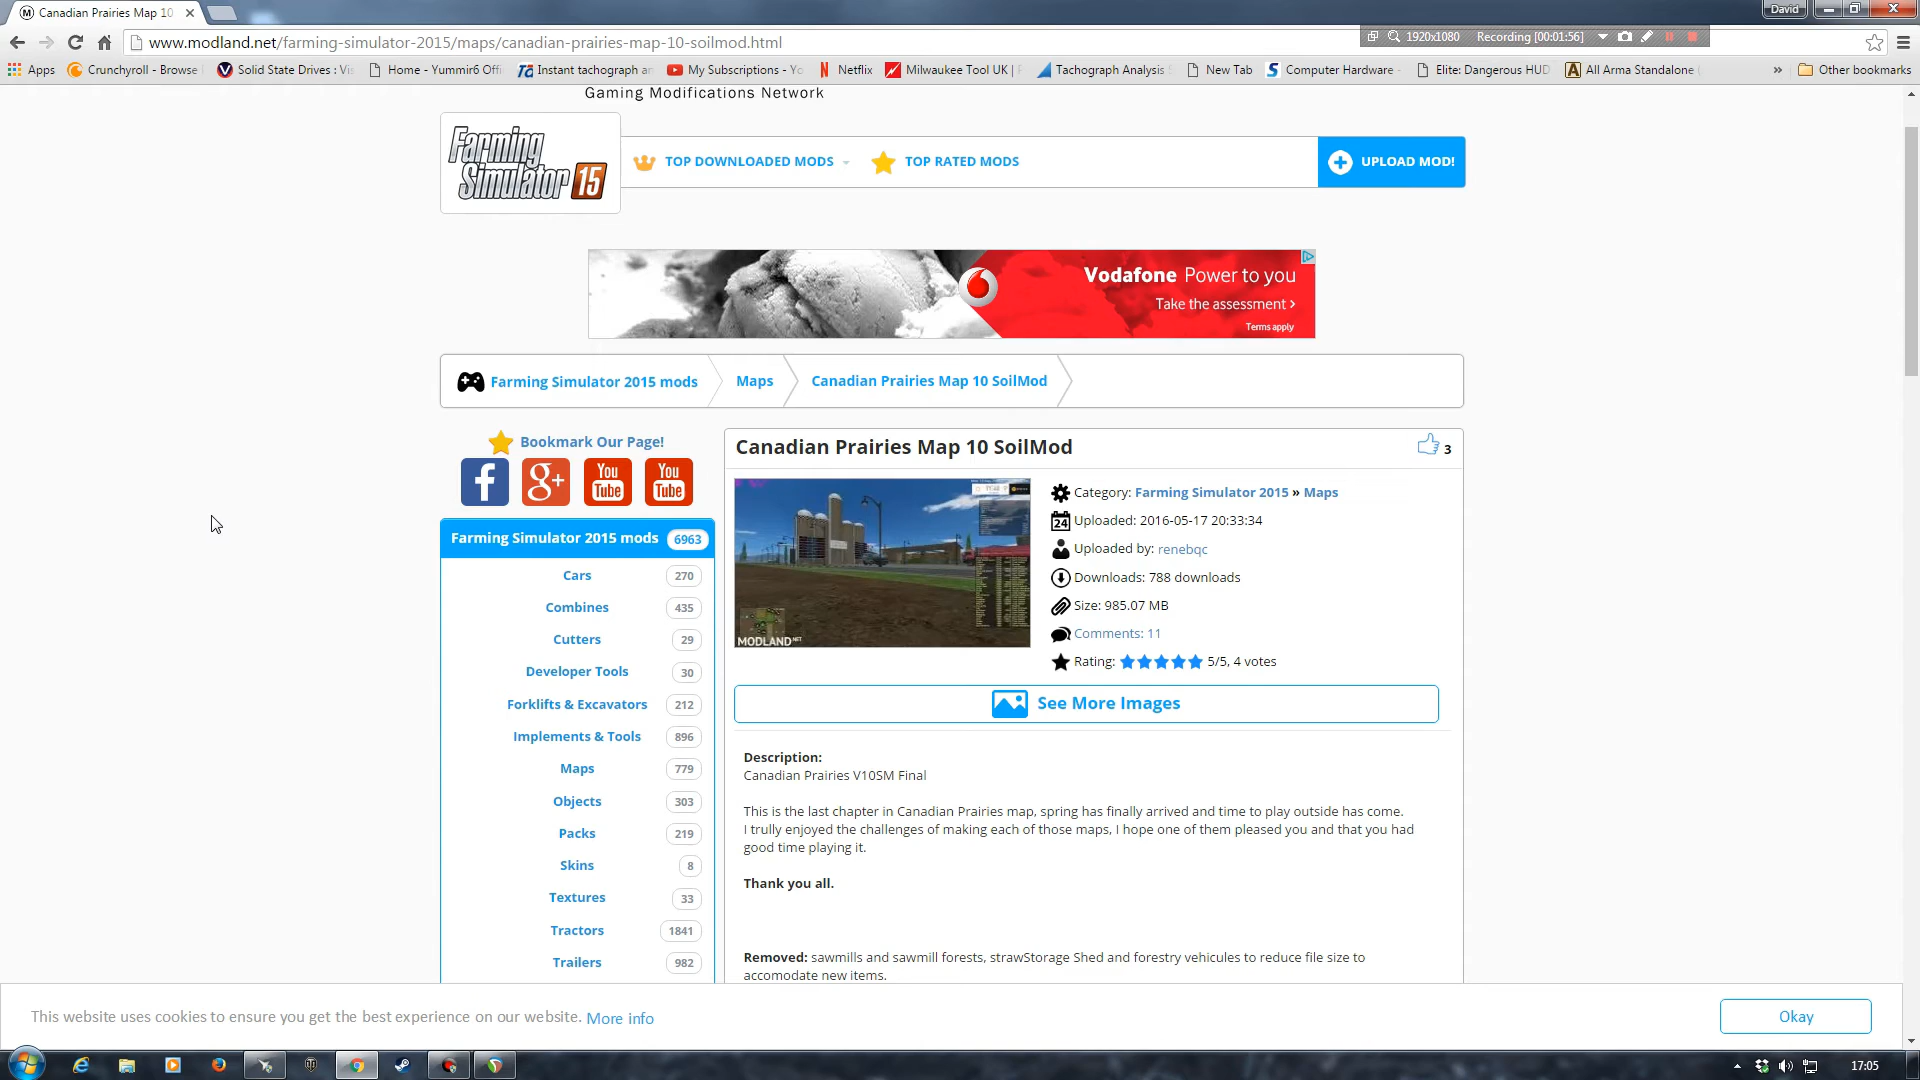 Canadian Prairies Map 10
David
www.modland.net/farming-simulator-2015/maps/canadian-prairies-map-10-soilmod.html
1920x1080 Recording [00:01:56]
Apps Crunchyroll - Browse Solid State Drives : Vis Home - Yummir6 Offi Instant tachograph an My Subscriptions - Yo Netflix Milwaukee Tool UK | Tachograph Analysis New Tab Computer Hardware - Elite: Dangerous HUD All Arma Standalone ( » Other bookmarks
Gaming Modifications Network
Farming
Simulator 15
TOP DOWNLOADED MODS TOP RATED MODS UPLOAD MOD!
Vodafone Power to you
Take the assessment >
Terms apply
Farming Simulator 2015 mods Maps Canadian Prairies Map 10 SoilMod
Bookmark Our Page!
f g+ You Tube You Tube
Farming Simulator 2015 mods 6963
Cars 270
Combines 435
Cutters 29
Developer Tools 30
Forklifts & Excavators 212
Implements & Tools 896
Maps 779
Objects 303
Packs 219
Skins 8
Textures 33
Tractors 1841
Trailers 982
Canadian Prairies Map 10 SoilMod 3
MODLAND.NET
Category: Farming Simulator 2015 » Maps
24 Uploaded: 2016-05-17 20:33:34
Uploaded by: renebqc
Downloads: 788 downloads
Size: 985.07 MB
Comments: 11
Rating: 5/5, 4 votes
See More Images
Description:
Canadian Prairies V10SM Final
This is the last chapter in Canadian Prairies map, spring has finally arrived and time to play outside has come.
I trully enjoyed the challenges of making each of those maps, I hope one of them pleased you and that you had
good time playing it.
Thank you all.
Removed: sawmills and sawmill forests, strawStorage Shed and forestry vehicules to reduce file size to
accomodate new items.
This website uses cookies to ensure you get the best experience on our website. More info
Okay
17:05